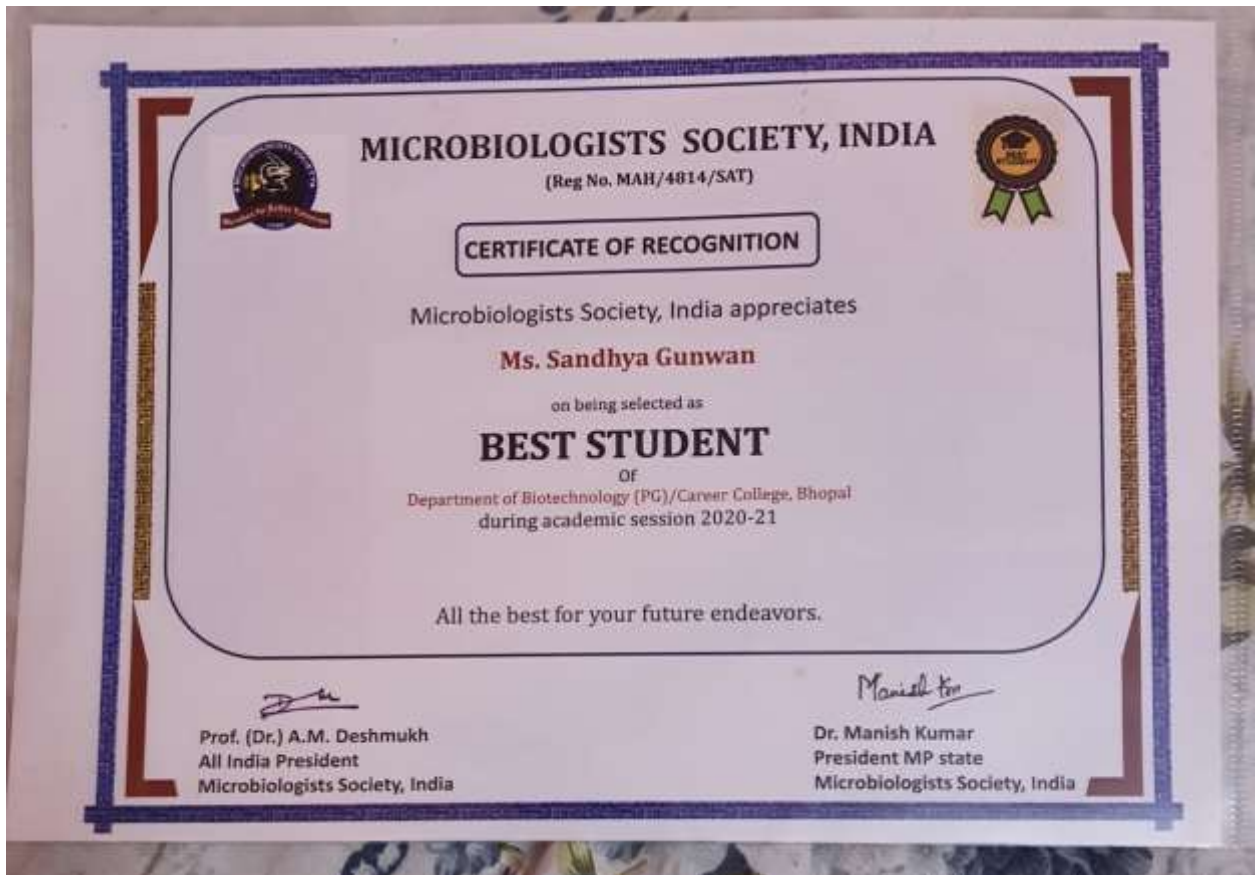 MICROBIOLOGISTS SOCIETY, INDIA
(Reg No. MAH/4814/SAT)
BEST
STUDENT
CERTIFICATE OF RECOGNITION
Microbiologists Society, India appreciates
Ms. Sandhya Gunwan
on being selected as
BEST STUDENT
Of
Department of Biotechnology (PG)/Career College, Bhopal
during academic session 2020-21
All the best for your future endeavors.
Manish
Prof. (Dr.) A.M. Deshmukh
All India President
Microbiologists Society, India
Dr. Manish Kumar
President MP state
Microbiologists Society, India